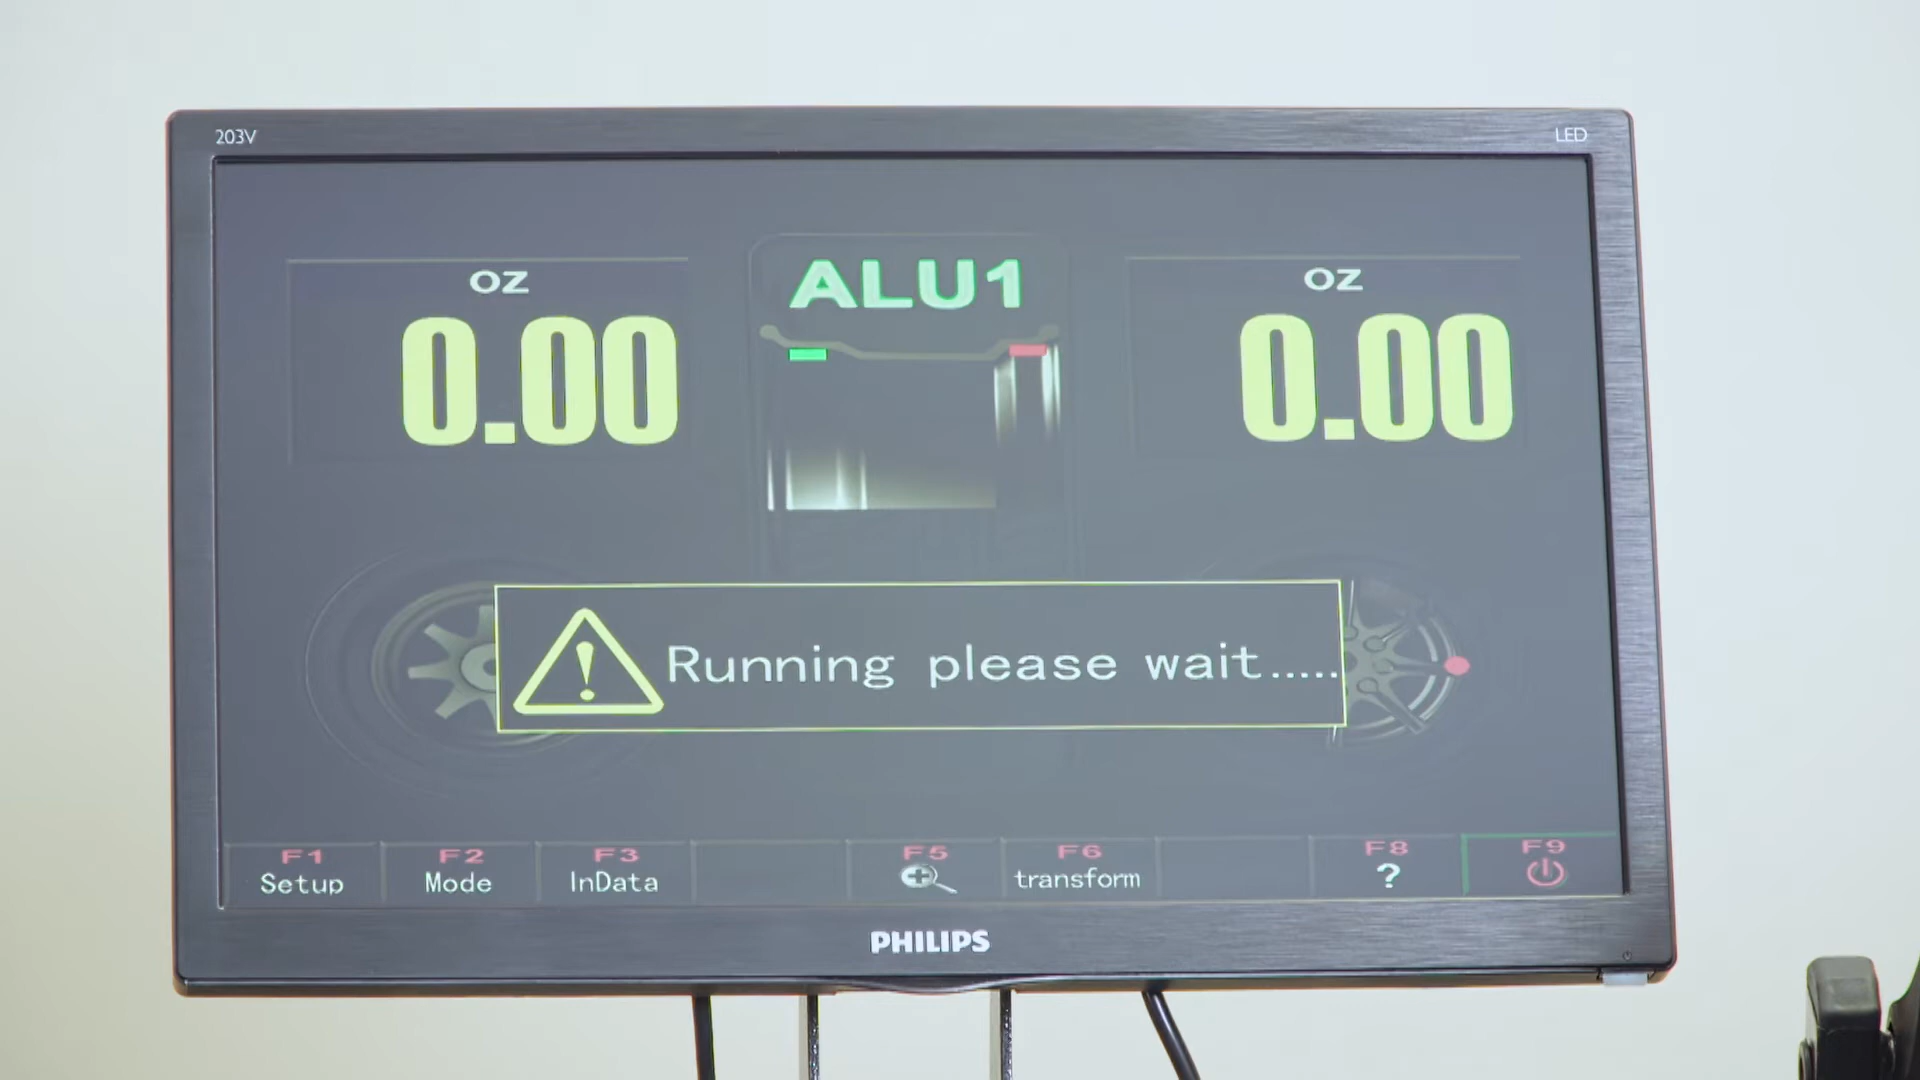 203V
LED
OZ
ALU1
OZ
0.00
0.00
Running please wait.....
F1
F2
F3
F5
F6
F8
F9
Setup
Mode
InData
transform
?
PHILIPS